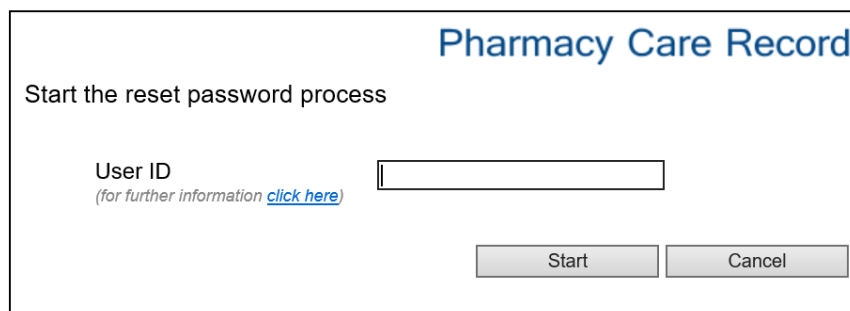 Pharmacy Care Record
Start the reset password process
User ID
(for further information click here)
Start Cancel